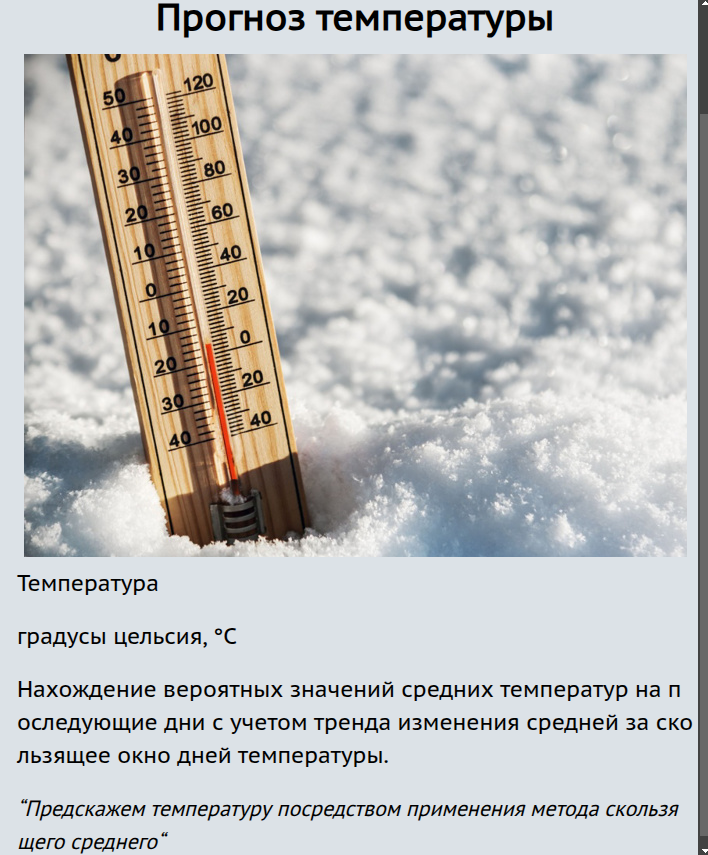 Прогноз температуры
C
50 120
40 100
30 80
20 60
10 40
0 20
10 0
20 20
30 40
40
Температура
градусы цельсия, °C
Нахождение вероятных значений средних температур на п
оследующие дни с учетом тренда изменения средней за ско
льзящее окно дней температуры.
“Предскажем температуру посредством применения метода скользя
щего среднего“